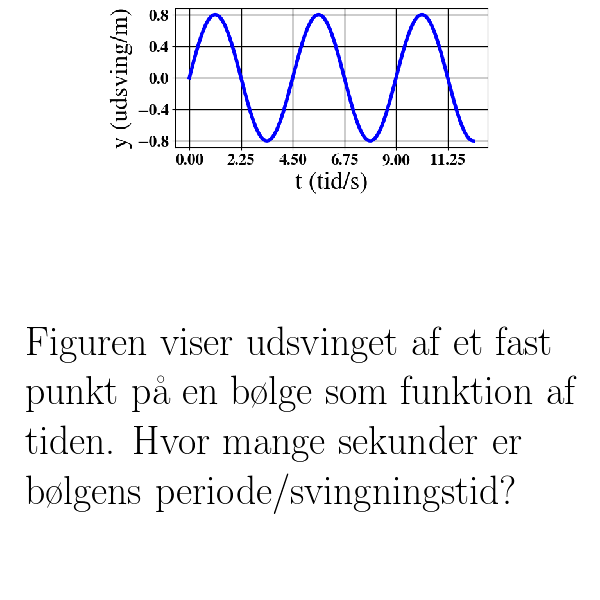 0.8
0.4
0.0
−0.4
−0.8
y (udsving/m)
0.00 2.25 4.50 6.75 9.00 11.25
t (tid/s)
Figuren viser udsvinget af et fast
punkt på en bølge som funktion af
tiden. Hvor mange sekunder er
bølgens periode/svingningstid?